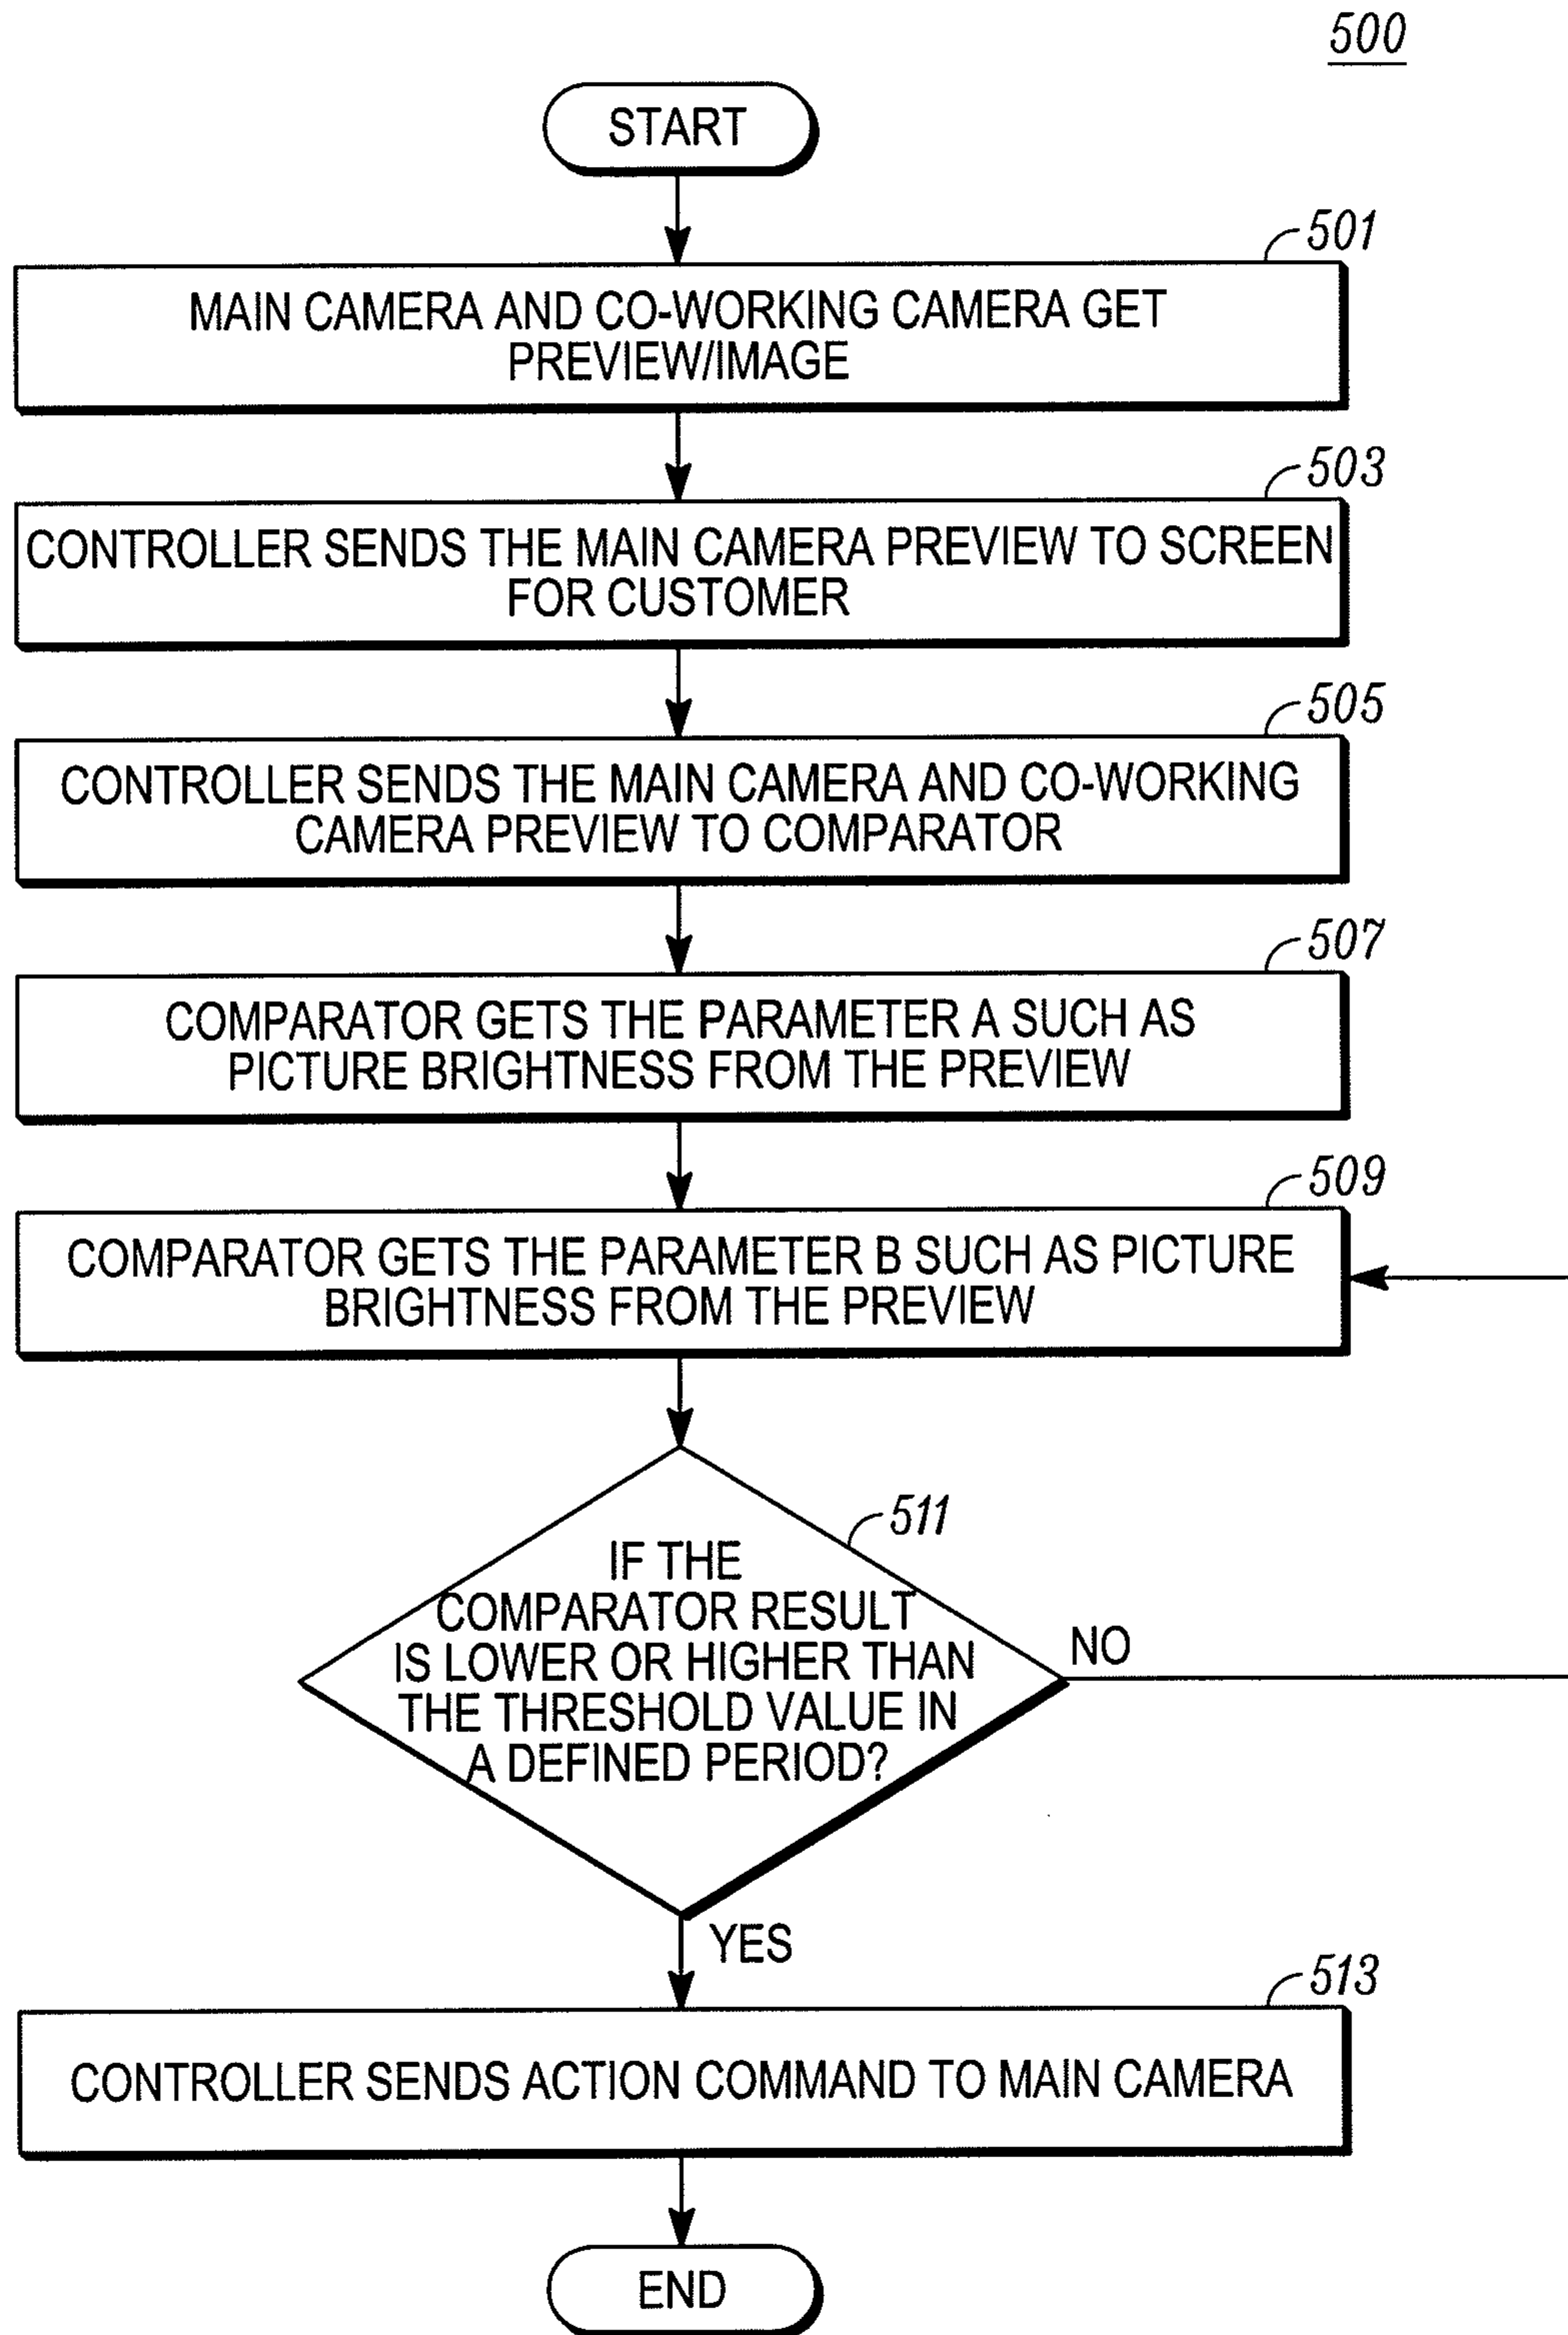 500
START
501
MAIN CAMERA AND CO-WORKING CAMERA GET
PREVIEW/IMAGE
503
CONTROLLER SENDS THE MAIN CAMERA PREVIEW TO SCREEN
FOR CUSTOMER
505
CONTROLLER SENDS THE MAIN CAMERA AND CO-WORKING
CAMERA PREVIEW TO COMPARATOR
507
COMPARATOR GETS THE PARAMETER A SUCH AS
PICTURE BRIGHTNESS FROM THE PREVIEW
509
COMPARATOR GETS THE PARAMETER B SUCH AS PICTURE
BRIGHTNESS FROM THE PREVIEW
511
IF THE
COMPARATOR RESULT
IS LOWER OR HIGHER THAN
THE THRESHOLD VALUE IN
A DEFINED PERIOD?
NO
YES
513
CONTROLLER SENDS ACTION COMMAND TO MAIN CAMERA
END